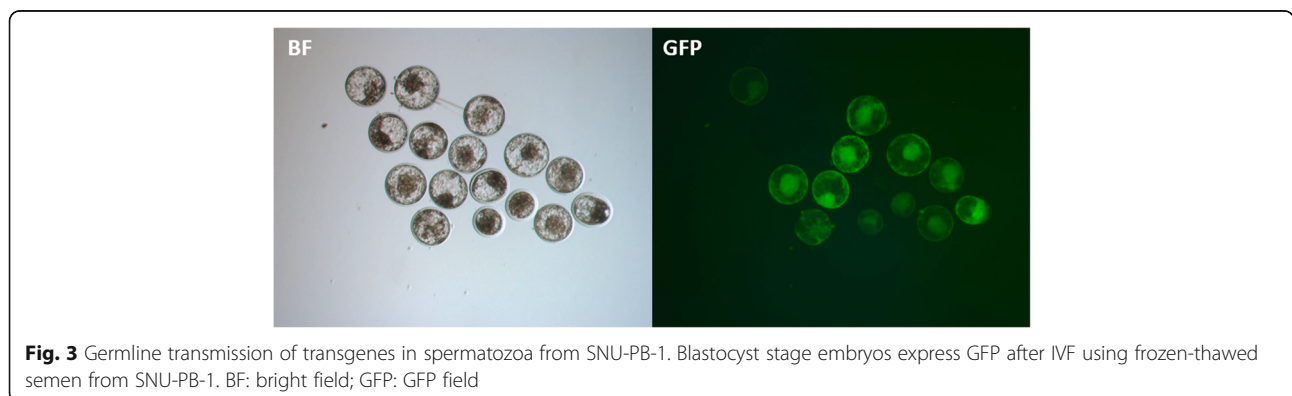 BF
GFP
Fig. 3 Germline transmission of transgenes in spermatozoa from SNU-PB-1. Blastocyst stage embryos express GFP after IVF using frozen-thawed
semen from SNU-PB-1. BF: bright field; GFP: GFP field